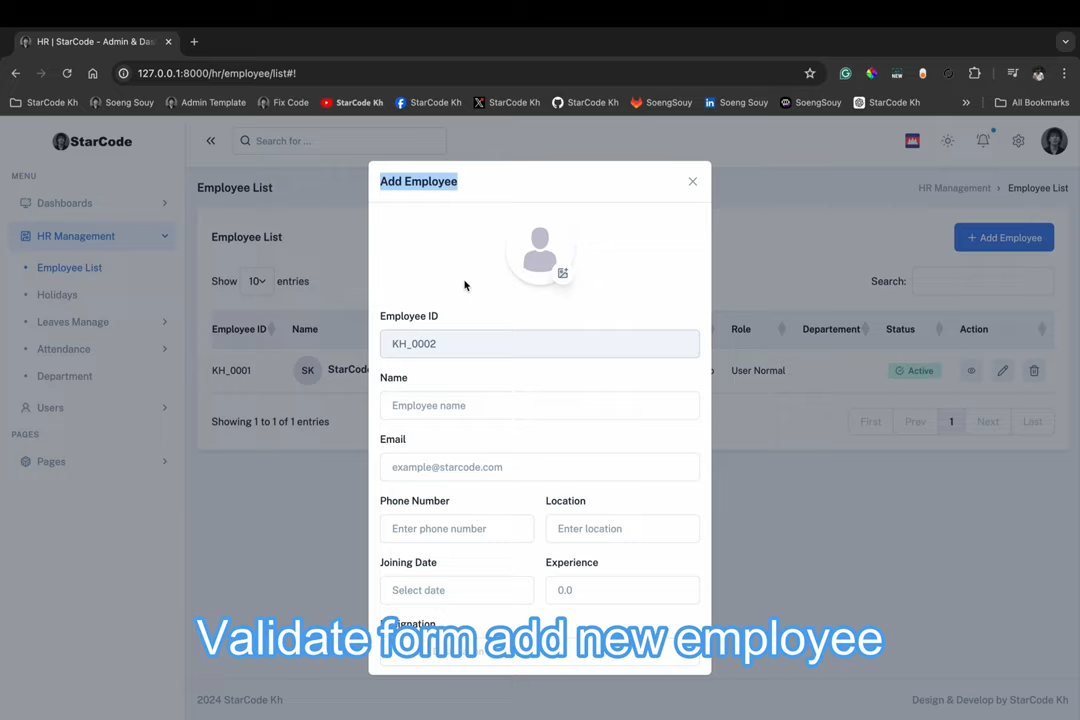 HR | StarCode - Admin & Das
127.0.0.1:8000/hr/employee/list#!
StarCode Kh
Soeng Souy
Admin Template
Fix Code
StarCode Kh
StarCode Kh
StarCode Kh
StarCode Kh
SoengSouy
Soeng Souy
SoengSouy
StarCode Kh
All Bookmarks
StarCode
Search for ...
MENU
Dashboards
HR Management
Employee List
Holidays
Leaves Manage
Attendance
Department
Users
PAGES
Pages
Employee List
HR Management
Employee List
Employee List
+ Add Employee
Show 10 entries
Search:
Employee ID Name Role Departement Status Action
KH_0001 SK StarCode User Normal Active
Showing 1 to 1 of 1 entries
First Prev 1 Next Last
Add Employee
Employee ID
KH_0002
Name
Employee name
Email
example@starcode.com
Phone Number Location
Enter phone number Enter location
Joining Date Experience
Select date 0.0
Validate form add new employee
2024 StarCode Kh
Design & Develop by StarCode Kh